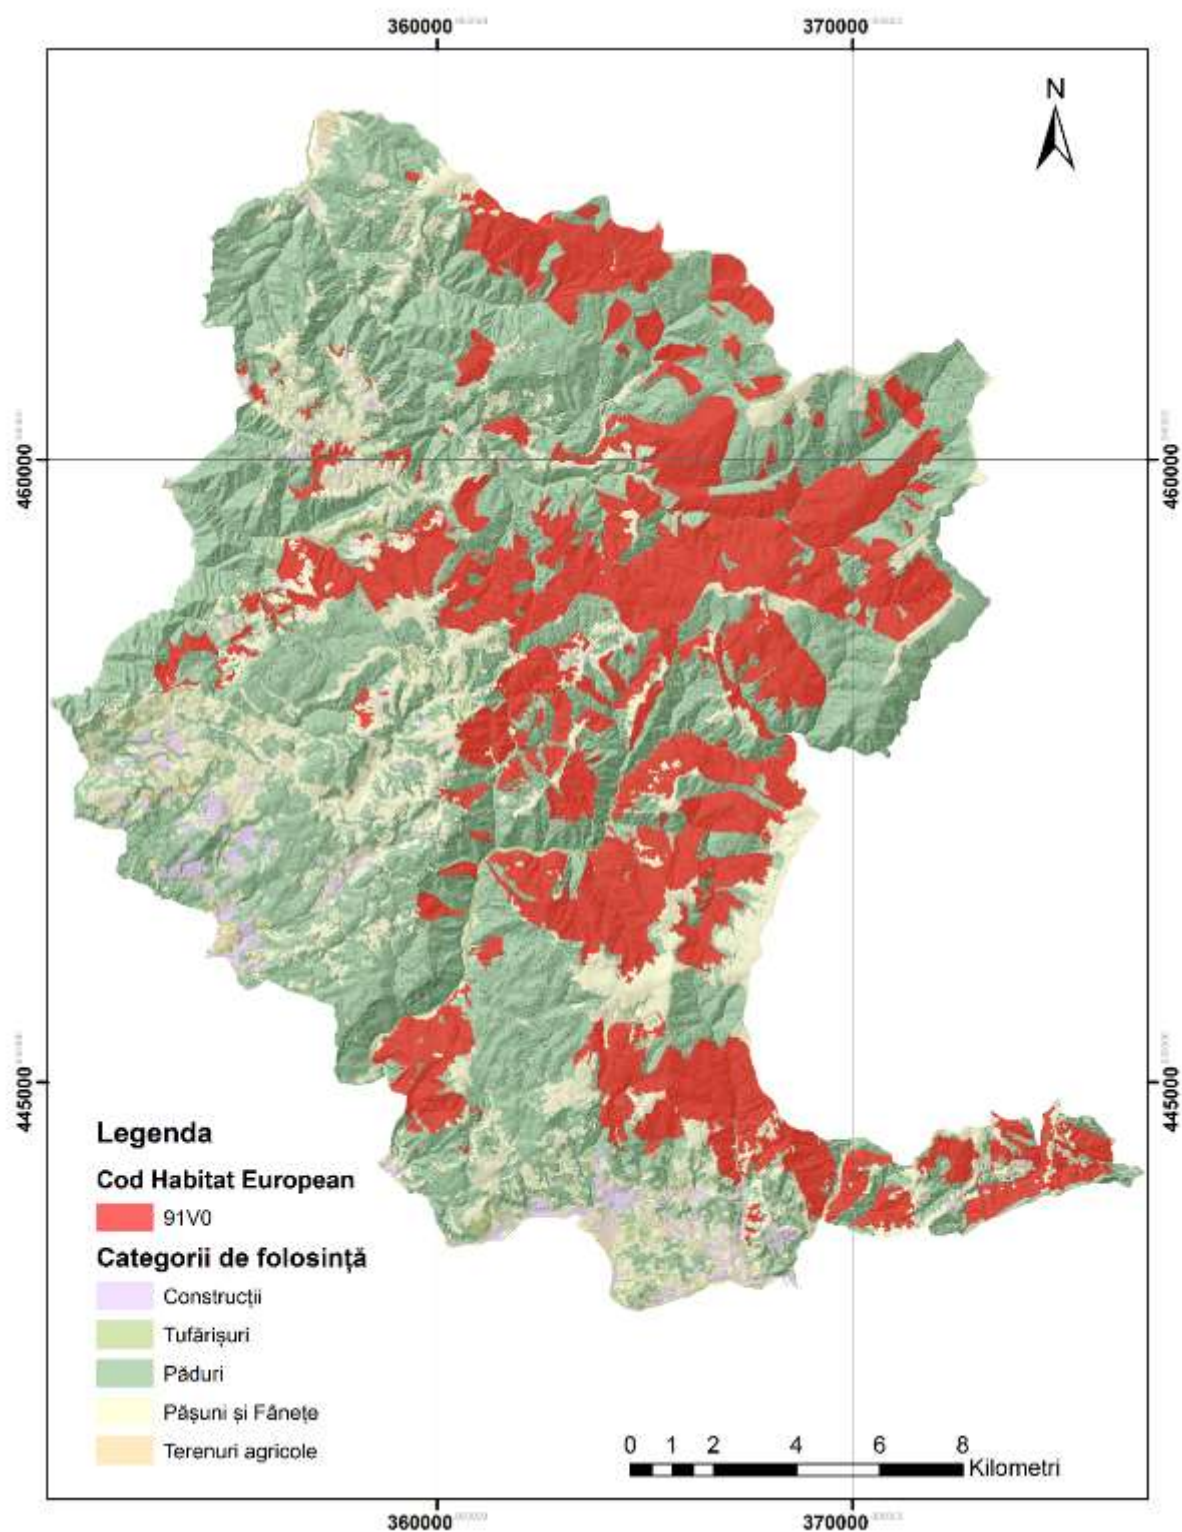 360000 370000
N
460000 460000
445000 445000
Legenda
Cod Habitat European
91V0
Categorii de folosință
Construcții
Tufărișuri
Păduri
Pășuni și Fânețe
Terenuri agricole
0 1 2 4 6 8
Kilometri
360000 370000